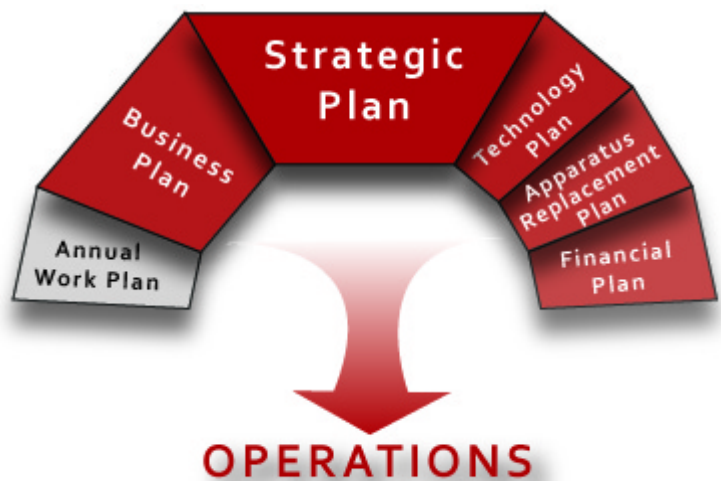 Strategic
Plan
Business
Plan
Annual
Work Plan
Technology
Plan
Apparatus
Replacement
Plan
Financial
Plan
OPERATIONS